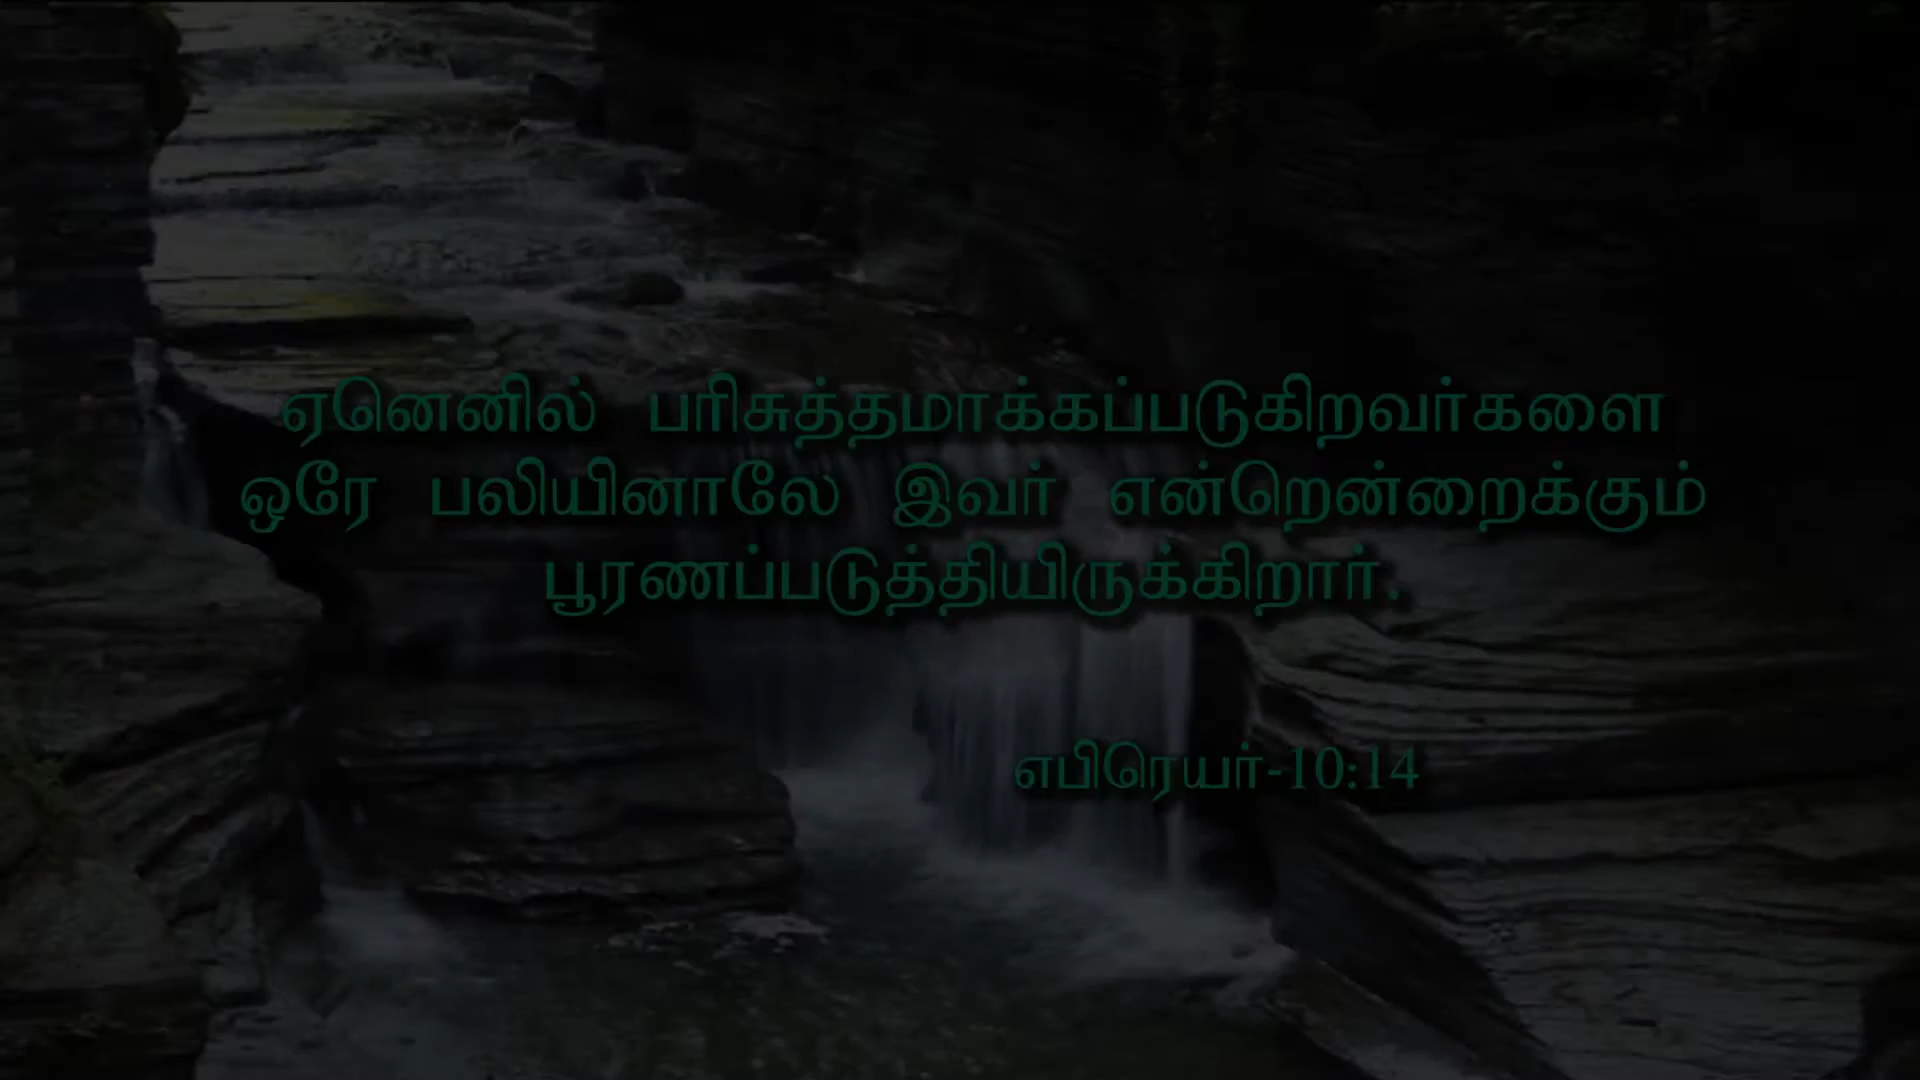 ஏனெனில் பரிசுத்தமாக்கப்படுகிறவர்களை
ஒரே பலியினாலே இவர் என்றென்றைக்கும்
பூரணப்படுத்தியிருக்கிறார்.
எபிரெயர்-10:14